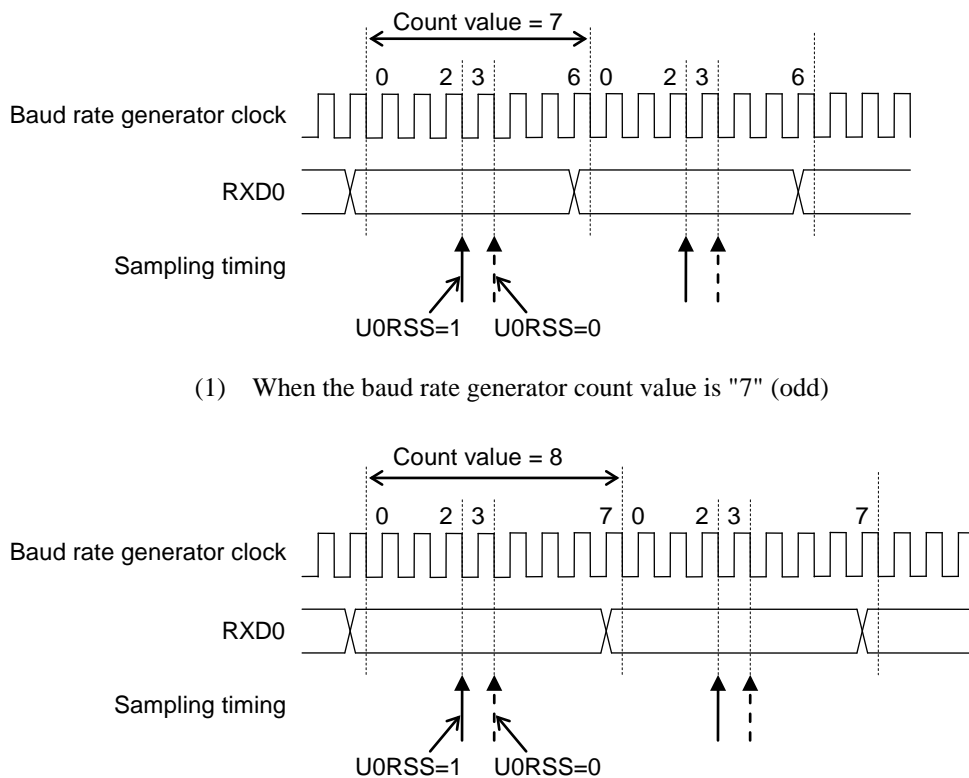 Count value = 7
0 2 3 6 0 2 3 6
Baud rate generator clock
RXD0
Sampling timing
U0RSS=1 U0RSS=0
(1) When the baud rate generator count value is "7" (odd)
Count value = 8
0 2 3 7 0 2 3 7
Baud rate generator clock
RXD0
Sampling timing
U0RSS=1 U0RSS=0